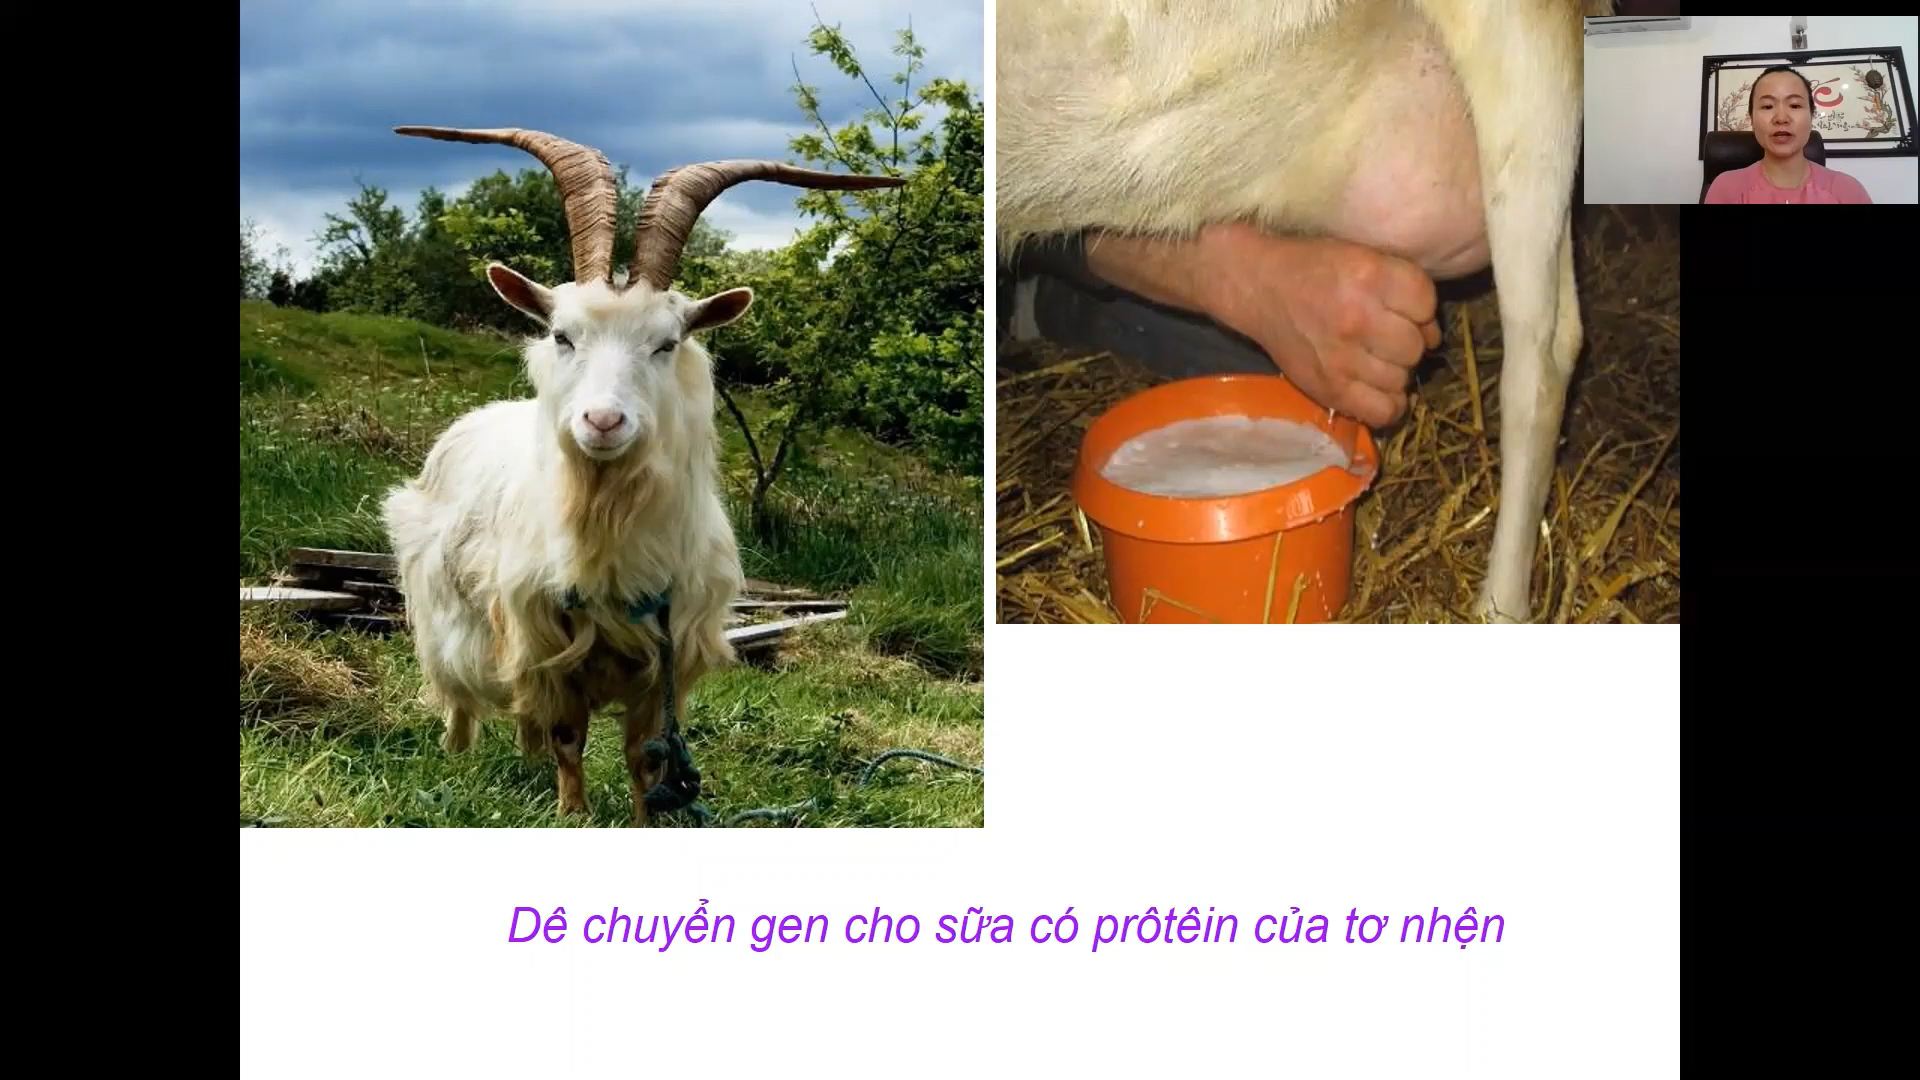 Dê chuyển gen cho sữa có prôtêin của tơ nhện